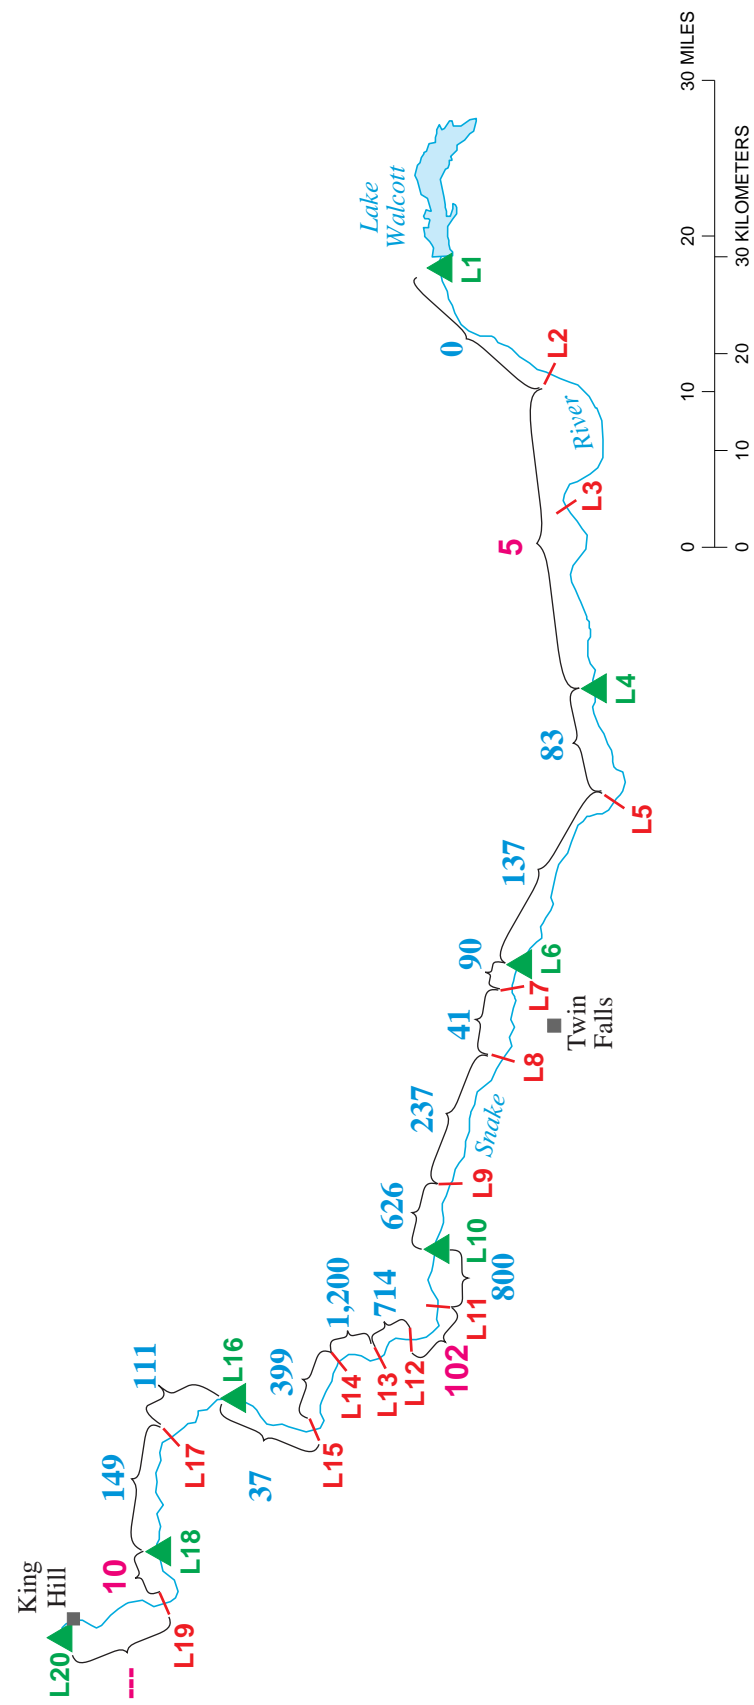 Lake
Walcott
L1
0
L2
River
L3
5
L4
83
L5
137
L6
90
L7
41
Twin
Falls
L8
237
Snake
L9
626
L10
800
L11
102
L12
714
L13
1,200
L14
399
L15
37
L16
111
L17
149
L18
10
L19
King
Hill
L20
---
0 10 20 30 MILES
0 10 20 30 KILOMETERS